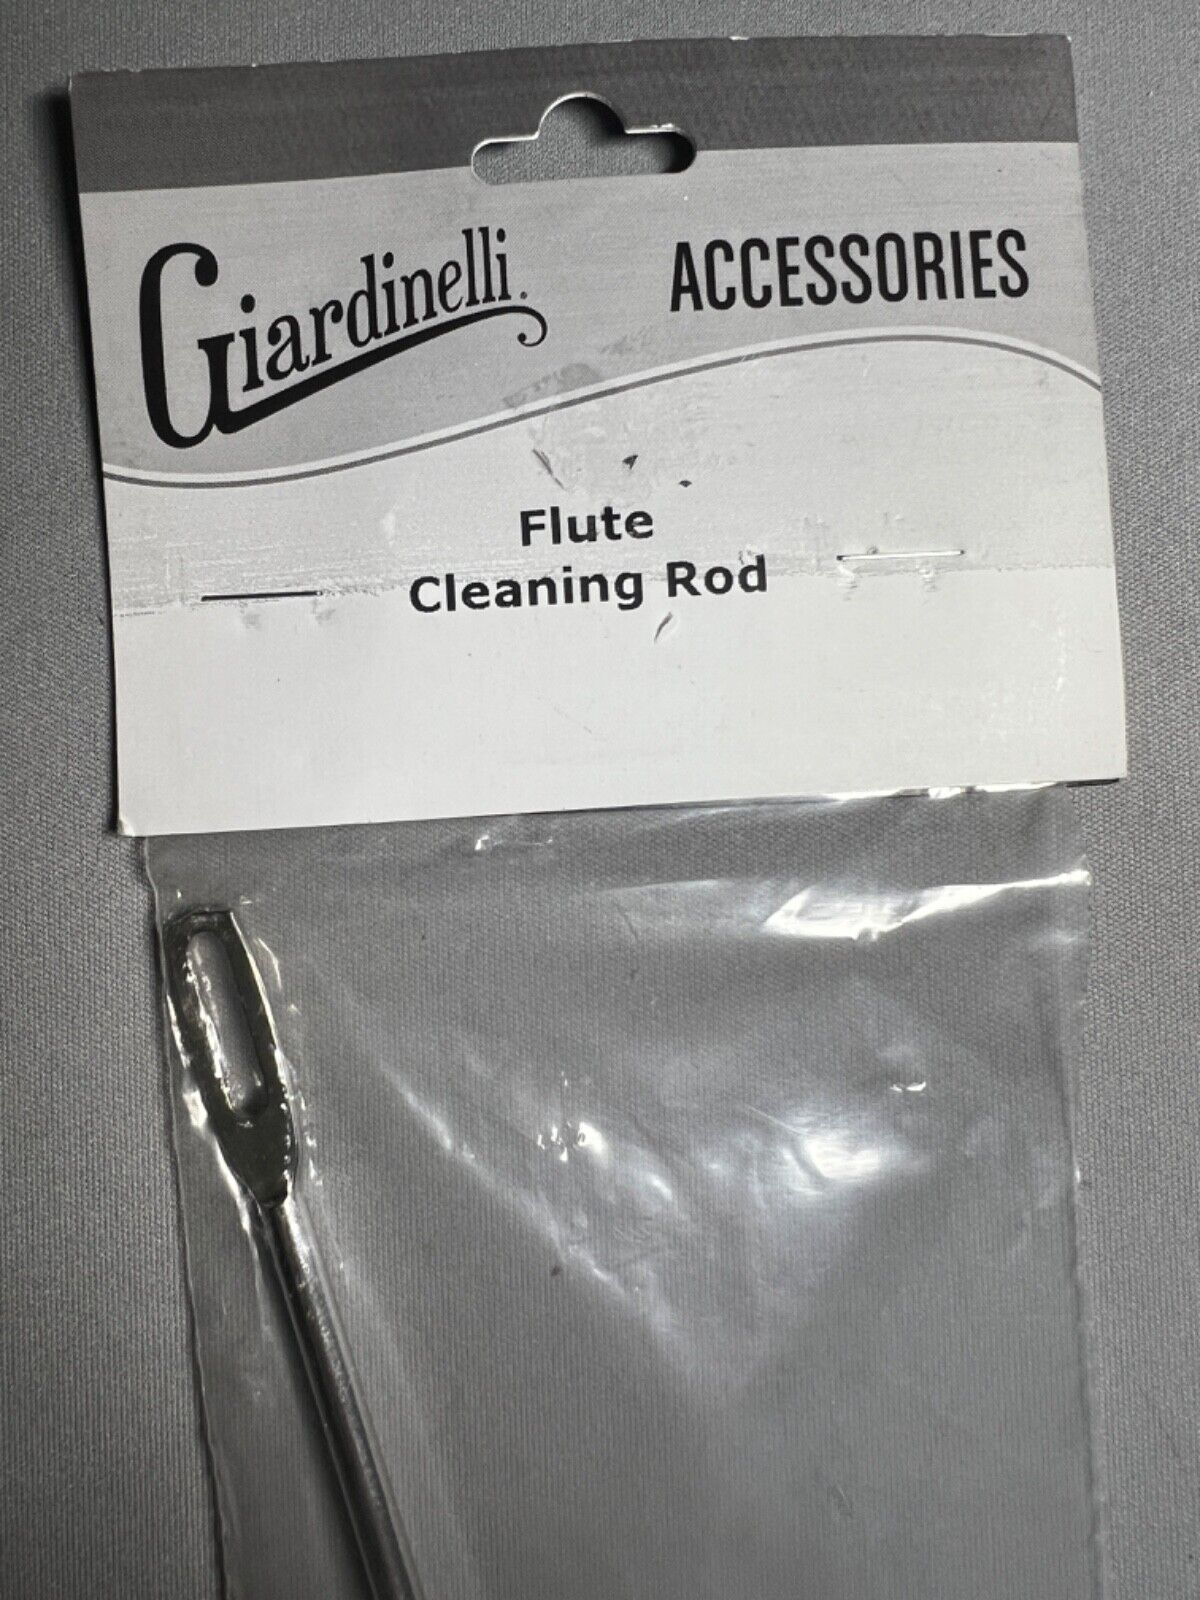 Giardinelli.
ACCESSORIES
Flute
Cleaning Rod